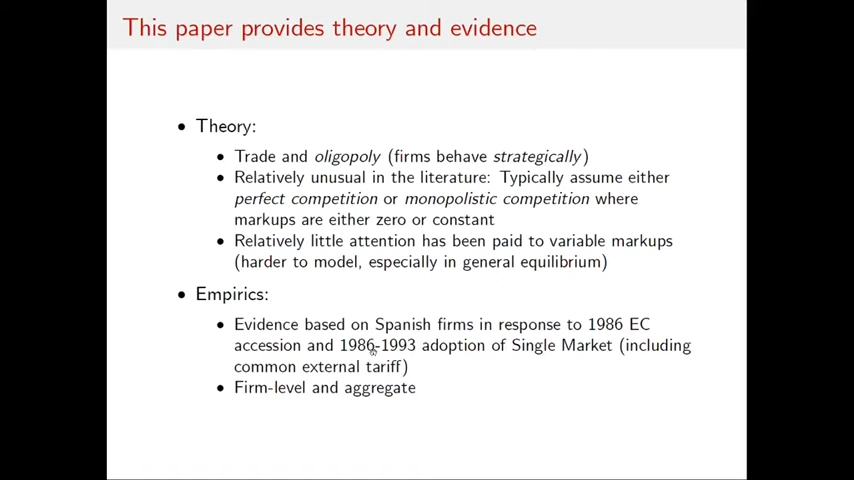 This paper provides theory and evidence
• Theory:
• Trade and oligopoly (firms behave strategically)
• Relatively unusual in the literature: Typically assume either
perfect competition or monopolistic competition where
markups are either zero or constant
• Relatively little attention has been paid to variable markups
(harder to model, especially in general equilibrium)
• Empirics:
• Evidence based on Spanish firms in response to 1986 EC
accession and 1986-1993 adoption of Single Market (including
common external tariff)
• Firm-level and aggregate